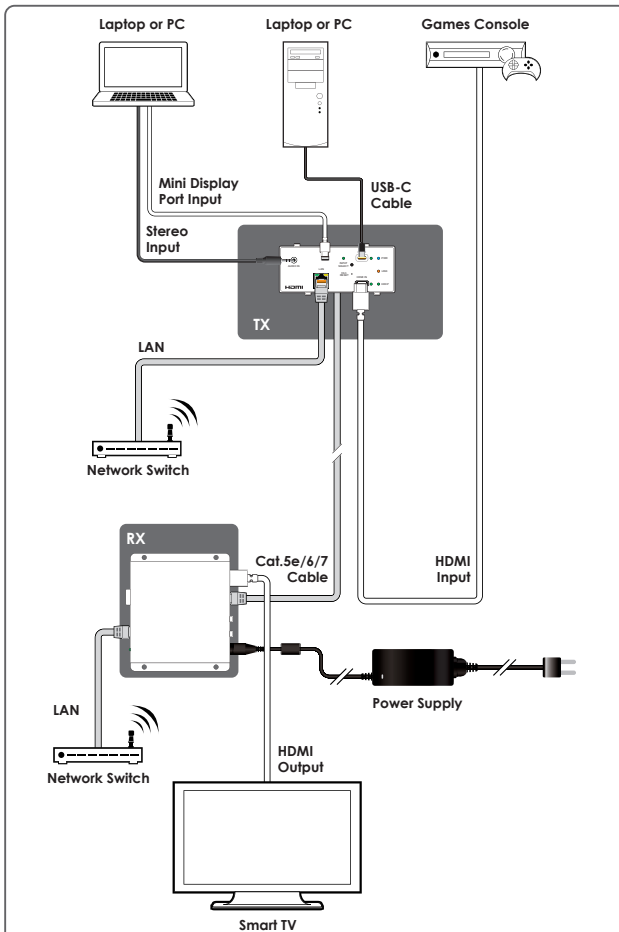 Laptop or PC
Laptop or PC
Games Console
Mini Display
Port Input
USB-C
Cable
Stereo
Input
HDMI
TX
LAN
Network Switch
RX
Cat.5e/6/7
Cable
HDMI
Input
LAN
Power Supply
Network Switch
HDMI
Output
Smart TV